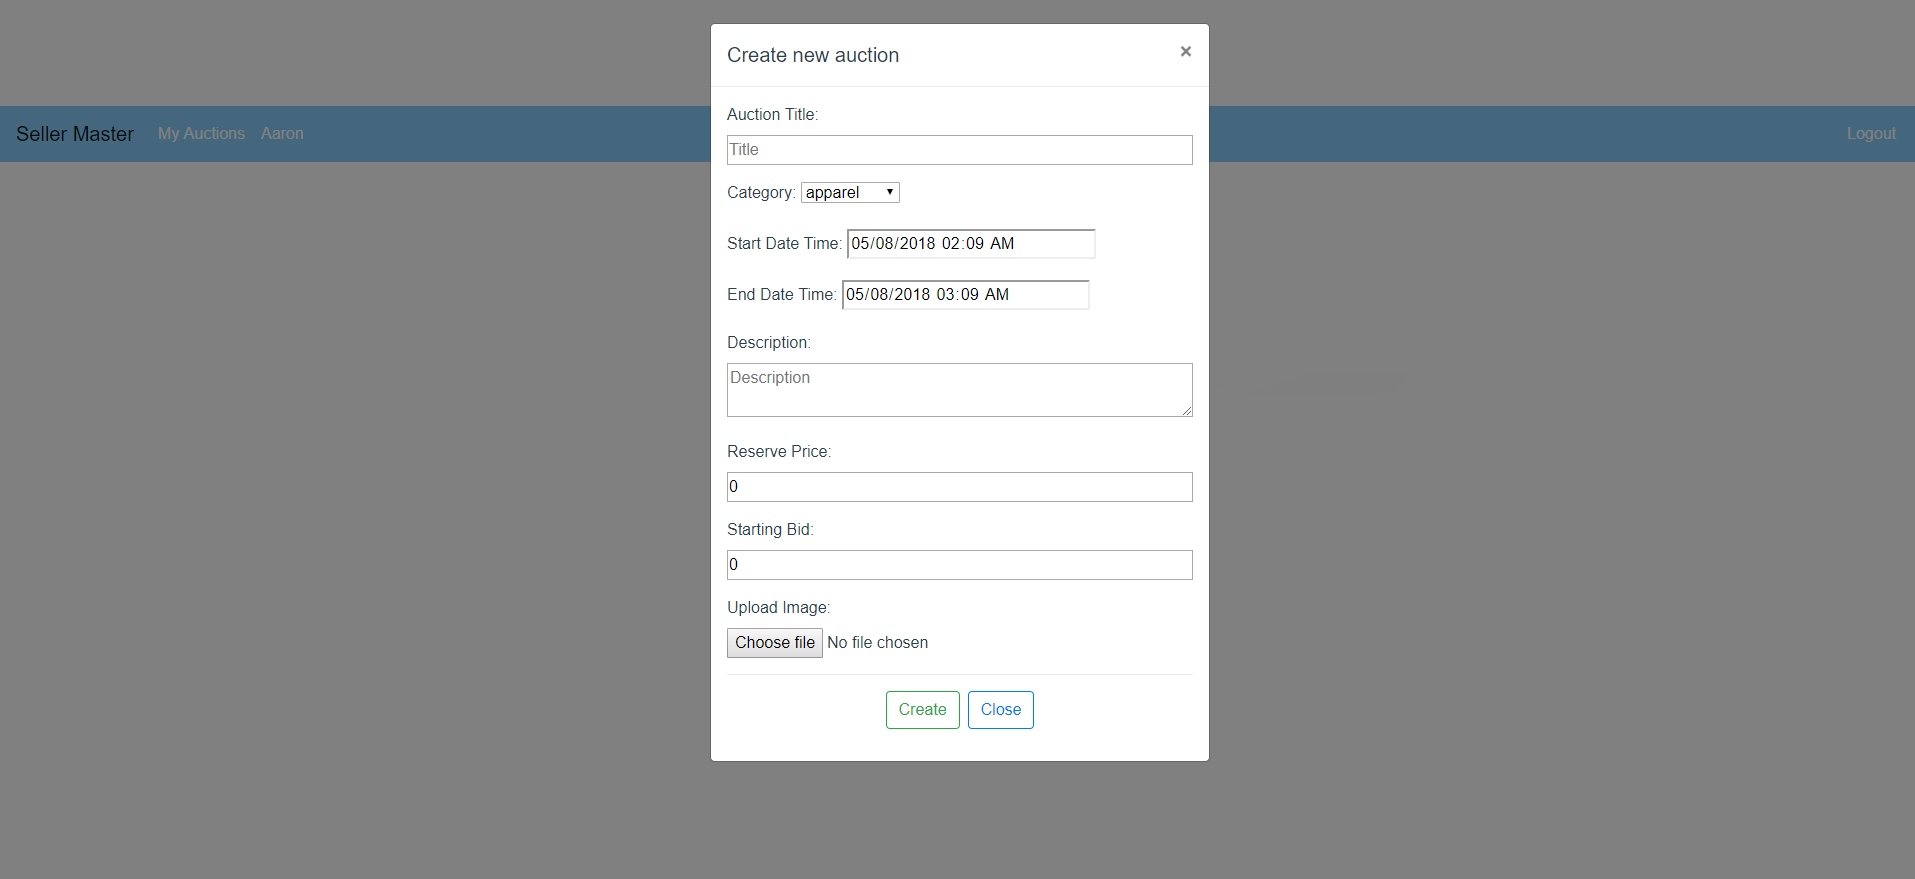 Create new auction ×
Seller Master My Auctions Aaron Logout
Auction Title:
Title
Category: apparel
Start Date Time: 05/08/2018 02:09 AM
End Date Time: 05/08/2018 03:09 AM
Description:
Description
Reserve Price:
0
Starting Bid:
0
Upload Image:
Choose file No file chosen
Create Close